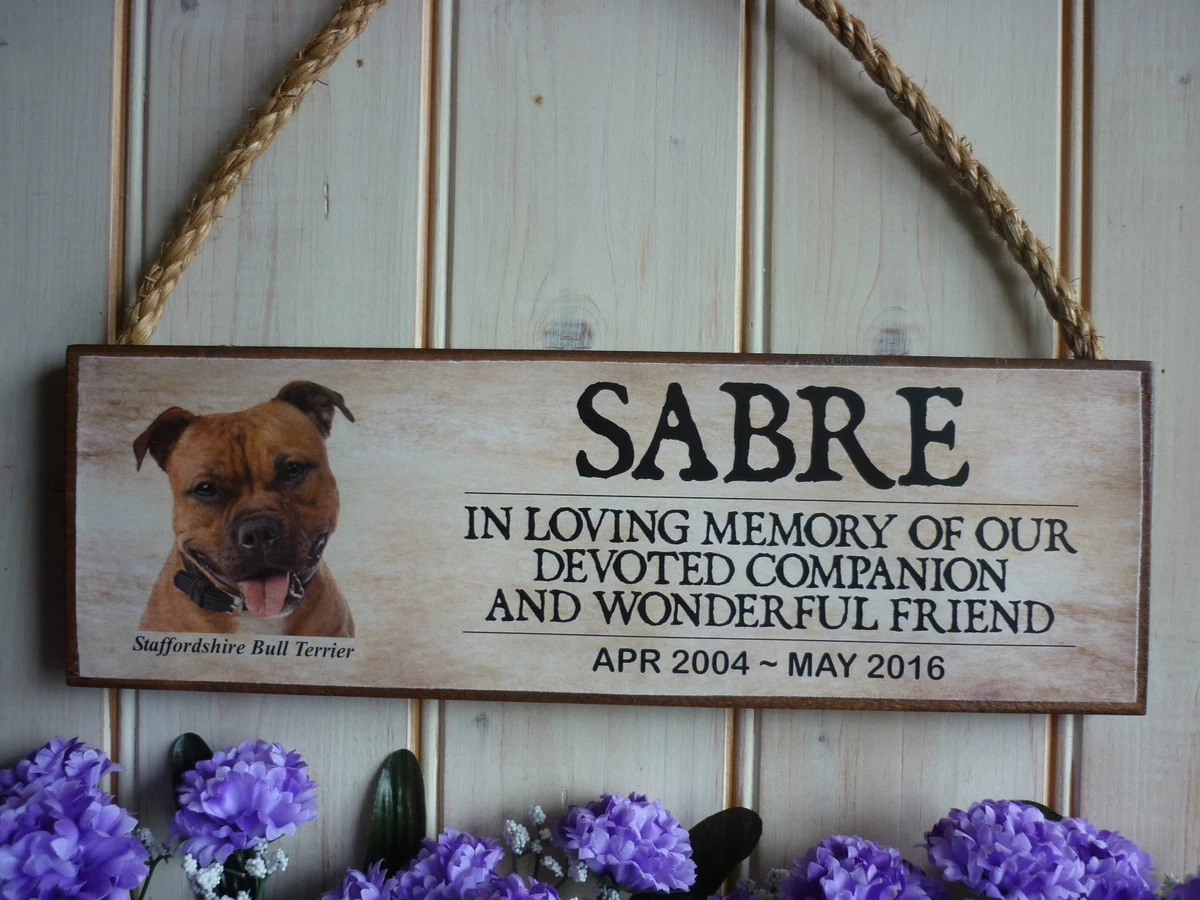 SABRE
IN LOVING MEMORY OF OUR
DEVOTED COMPANION
AND WONDERFUL FRIEND
APR 2004 ~ MAY 2016
Staffordshire Bull Terrier